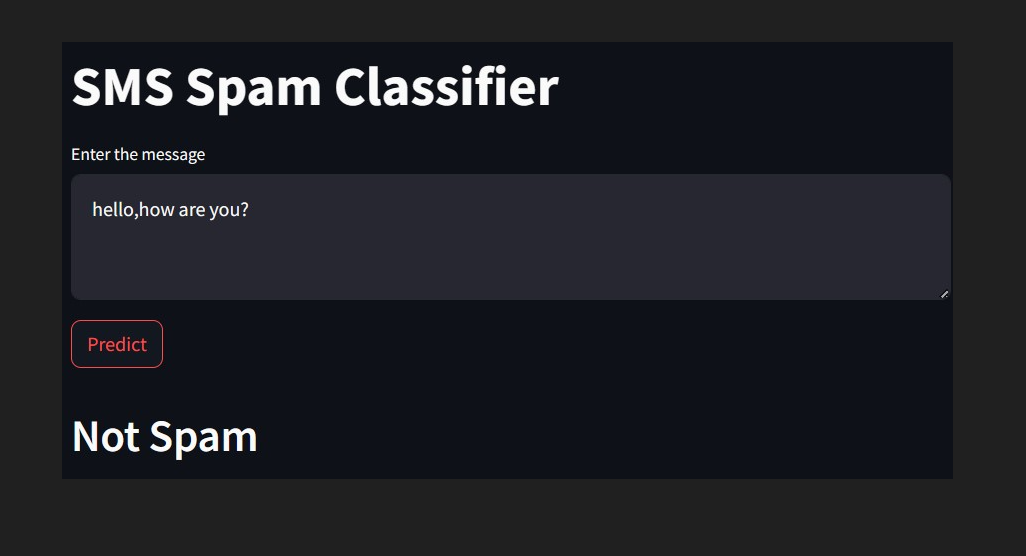 SMS Spam Classifier
Enter the message
hello,how are you?
Predict
Not Spam